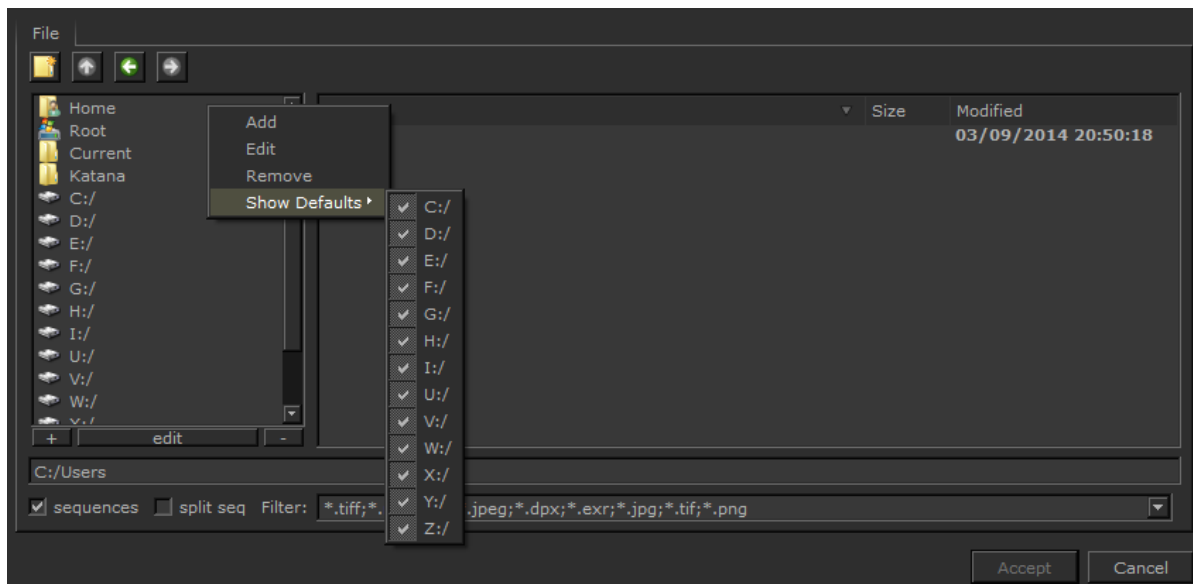 File
Home
Root
Current
Katana
C:/
D:/
E:/
F:/
G:/
H:/
I:/
U:/
V:/
W:/
+ edit -
Add
Edit
Remove
Show Defaults
C:/
D:/
E:/
F:/
G:/
H:/
I:/
U:/
V:/
W:/
X:/
Y:/
Z:/
Size Modified
03/09/2014 20:50:18
C:/Users
sequences split seq Filter: *.tiff;*. .jpeg;*.dpx;*.exr;*.jpg;*.tif;*.png
Accept Cancel